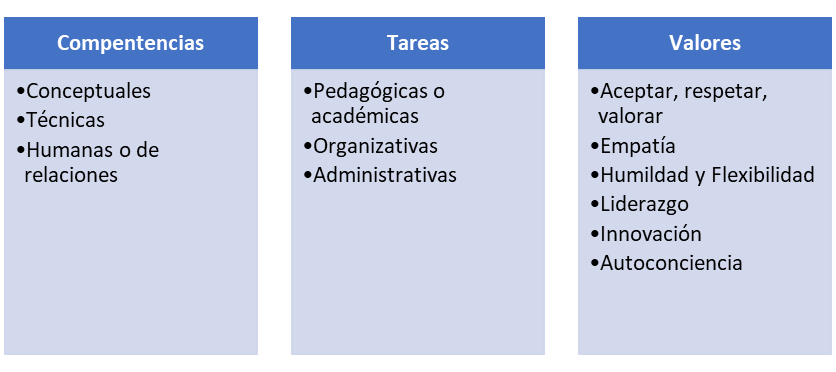 Compentencias
•Conceptuales
•Técnicas
•Humanas o de
relaciones
Tareas
•Pedagógicas o
académicas
•Organizativas
•Administrativas
Valores
•Aceptar, respetar,
valorar
•Empatía
•Humildad y Flexibilidad
•Liderazgo
•Innovación
•Autoconciencia